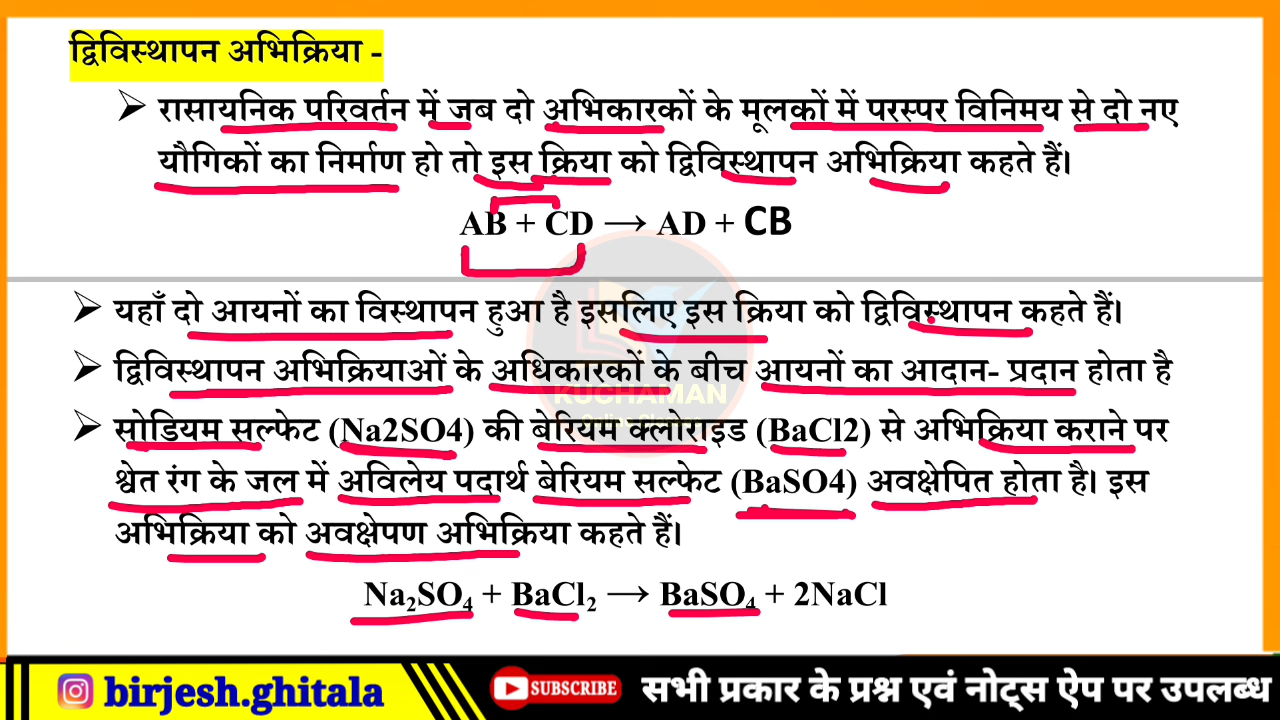 द्विविस्थापन अभिक्रिया -
➢ रासायनिक परिवर्तन में जब दो अभिकारकों के मूलकों में परस्पर विनिमय से दो नए
यौगिकों का निर्माण हो तो इस क्रिया को द्विविस्थापन अभिक्रिया कहते हैं।
AB + CD → AD + CB
➢ यहाँ दो आयनों का विस्थापन हुआ है इसलिए इस क्रिया को द्विविस्थापन कहते हैं।
➢ द्विविस्थापन अभिक्रियाओं के अधिकारकों के बीच आयनों का आदान- प्रदान होता है
KUCHAMAN
Online Classes
➢ सोडियम सल्फेट (Na2SO4) की बेरियम क्लोराइड (BaCl2) से अभिक्रिया कराने पर
श्वेत रंग के जल में अविलेय पदार्थ बेरियम सल्फेट (BaSO4) अवक्षेपित होता है। इस
अभिक्रिया को अवक्षेपण अभिक्रिया कहते हैं।
Na₂SO₄ + BaCl₂ → BaSO₄ + 2NaCl
birjesh.ghitala
SUBSCRIBE
सभी प्रकार के प्रश्न एवं नोट्स ऐप पर उपलब्ध